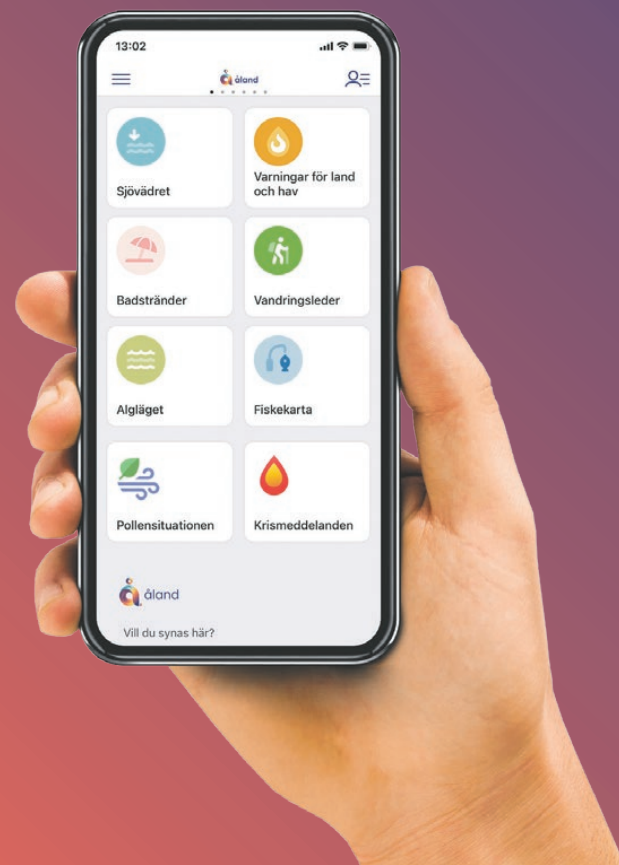 13:02
åland
Sjövädret
Varningar för land
och hav
Badstränder
Vandringsleder
Algläget
Fiskekarta
Pollensituationen
Krismeddelanden
åland
Vill du synas här?